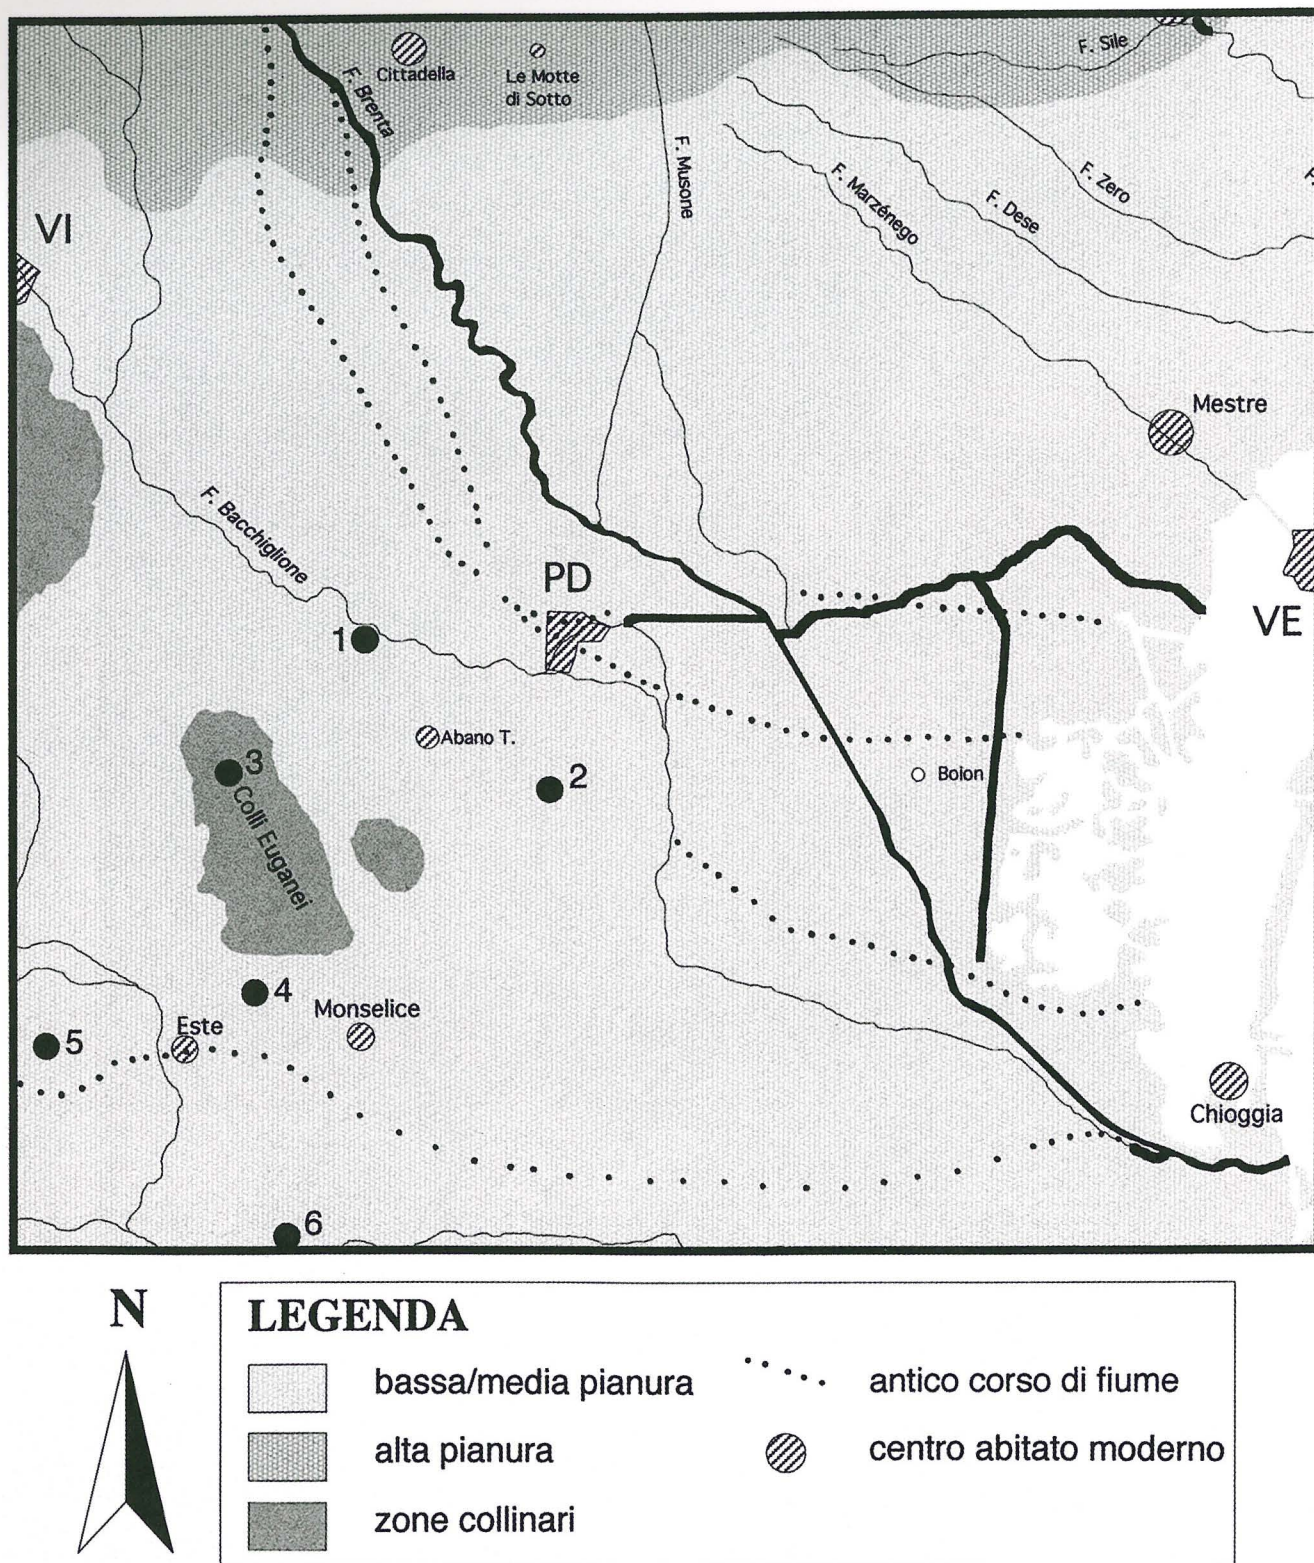 F. Sile
Cittadella
Le Motte
di Sotto
F. Brenta
F. Musone
F. Zero
F. Marzénego
F. Dese
F.
VI
Mestre
F. Bacchiglione
PD
VE
1
Abano T.
2
Boion
3
Colli Euganei
4
Monselice
Este
5
Chioggia
6
N
LEGENDA
bassa/media pianura
antico corso di fiume
alta pianura
centro abitato moderno
zone collinari